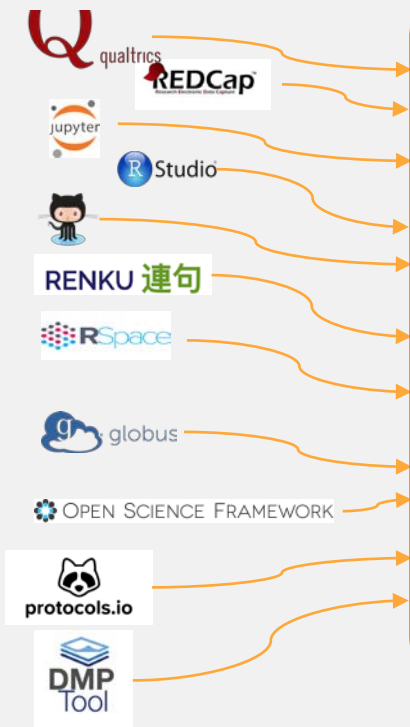 Q
qualtrics
REDCap
Research Electronic Data Capture
jupyter
R Studio
RENKU 連句
RSpace
g
globus
OPEN SCIENCE FRAMEWORK
protocols.io
DMP
Tool